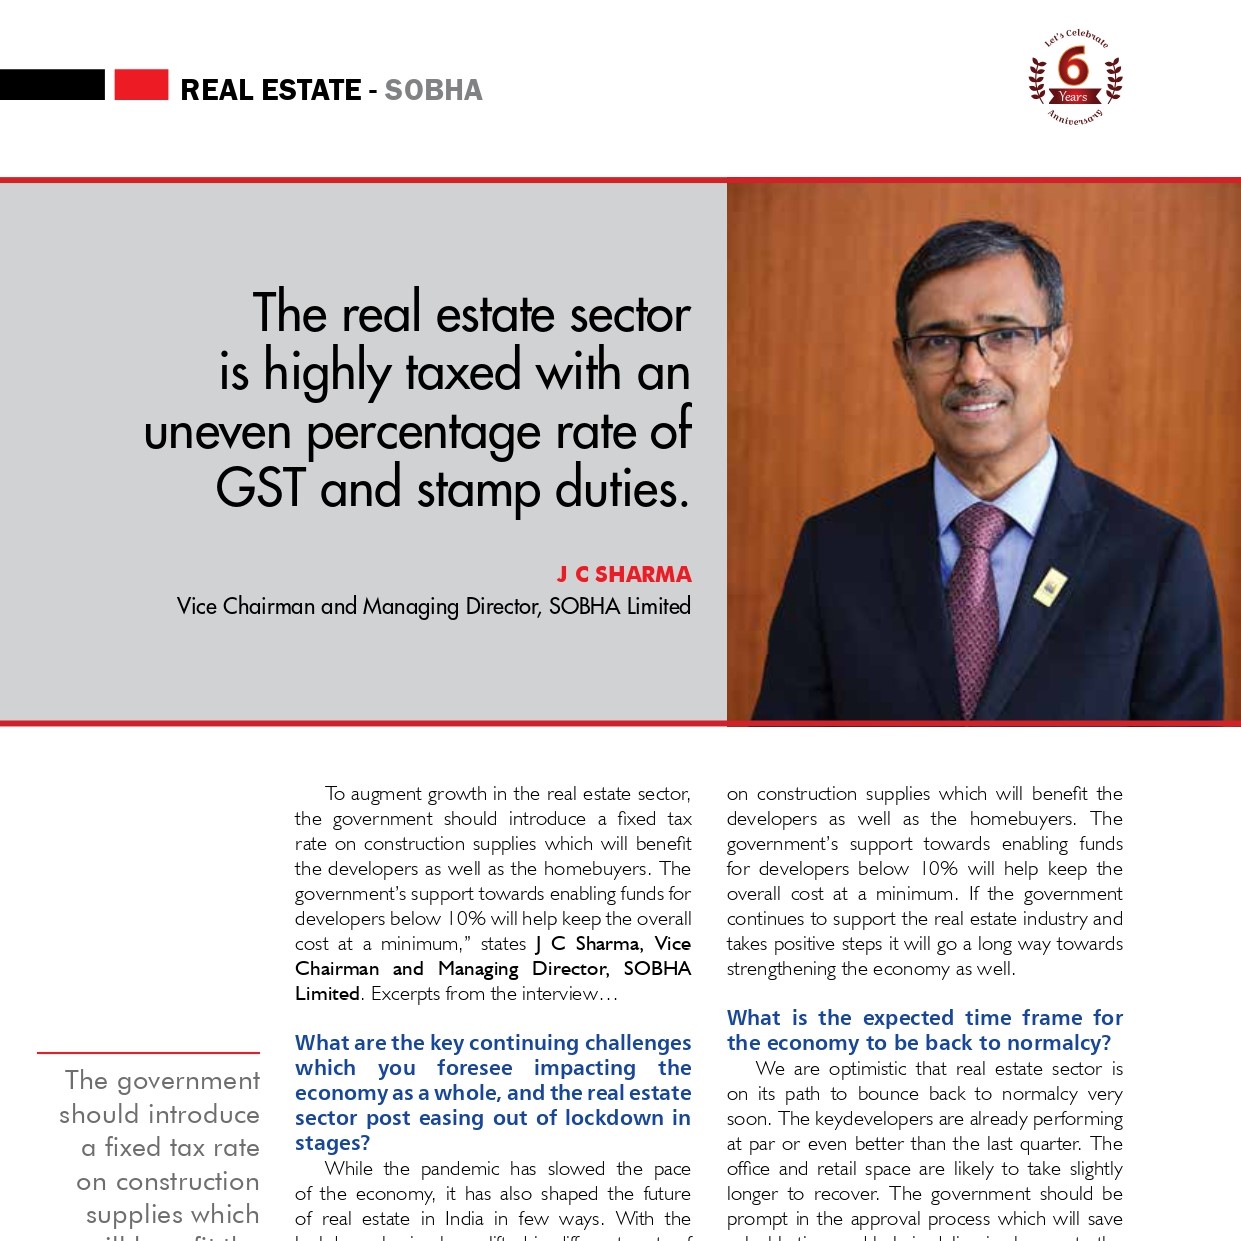 REAL ESTATE - SOBHA
Let's Celebrate
6
Years
Anniversary
The real estate sector
is highly taxed with an
uneven percentage rate of
GST and stamp duties.
J C SHARMA
Vice Chairman and Managing Director, SOBHA Limited
The government
should introduce
a fixed tax rate
on construction
supplies which
To augment growth in the real estate sector,
the government should introduce a fixed tax
rate on construction supplies which will benefit
the developers as well as the homebuyers. The
government's support towards enabling funds for
developers below 10% will help keep the overall
cost at a minimum,” states J C Sharma, Vice
Chairman and Managing Director, SOBHA
Limited. Excerpts from the interview…
What are the key continuing challenges
which you foresee impacting the
economy as a whole, and the real estate
sector post easing out of lockdown in
stages?
While the pandemic has slowed the pace
of the economy, it has also shaped the future
of real estate in India in few ways. With the
on construction supplies which will benefit the
developers as well as the homebuyers. The
government's support towards enabling funds
for developers below 10% will help keep the
overall cost at a minimum. If the government
continues to support the real estate industry and
takes positive steps it will go a long way towards
strengthening the economy as well.
What is the expected time frame for
the economy to be back to normalcy?
We are optimistic that real estate sector is
on its path to bounce back to normalcy very
soon. The keydevelopers are already performing
at par or even better than the last quarter. The
office and retail space are likely to take slightly
longer to recover. The government should be
prompt in the approval process which will save